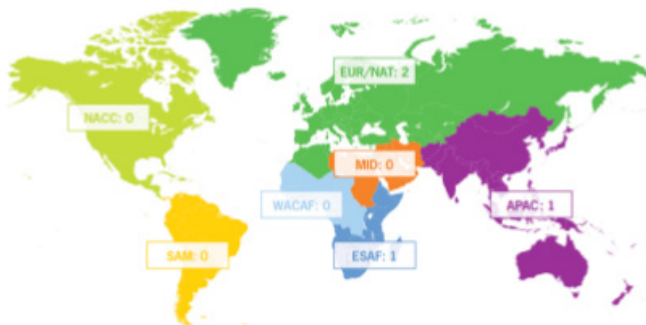 EUR/NAT: 2
NACC: 0
MID: 0
WACAF: 0
APAC: 1
SAM: 0
ESAF: 1